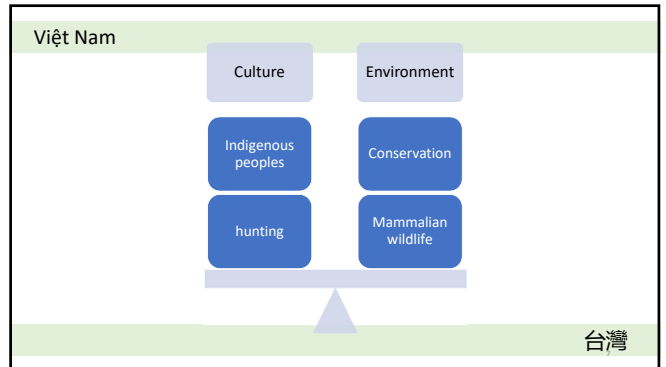 Việt Nam
Culture
Environment
Indigenous
peoples
Conservation
hunting
Mammalian
wildlife
台灣